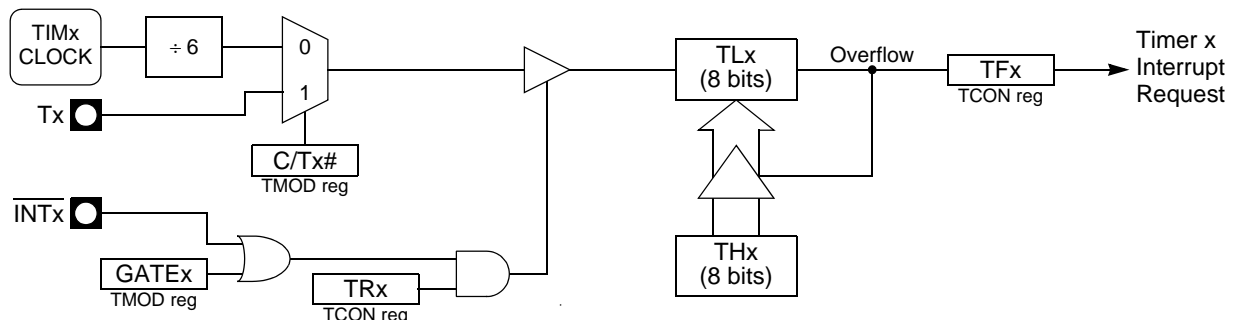 TIMx
CLOCK
÷ 6
0
1
Tx
C/Tx#
TMOD reg
INTx
GATEx
TMOD reg
TRx
TCON reg
TLx
(8 bits)
Overflow
TFx
TCON reg
Timer x
Interrupt
Request
THx
(8 bits)